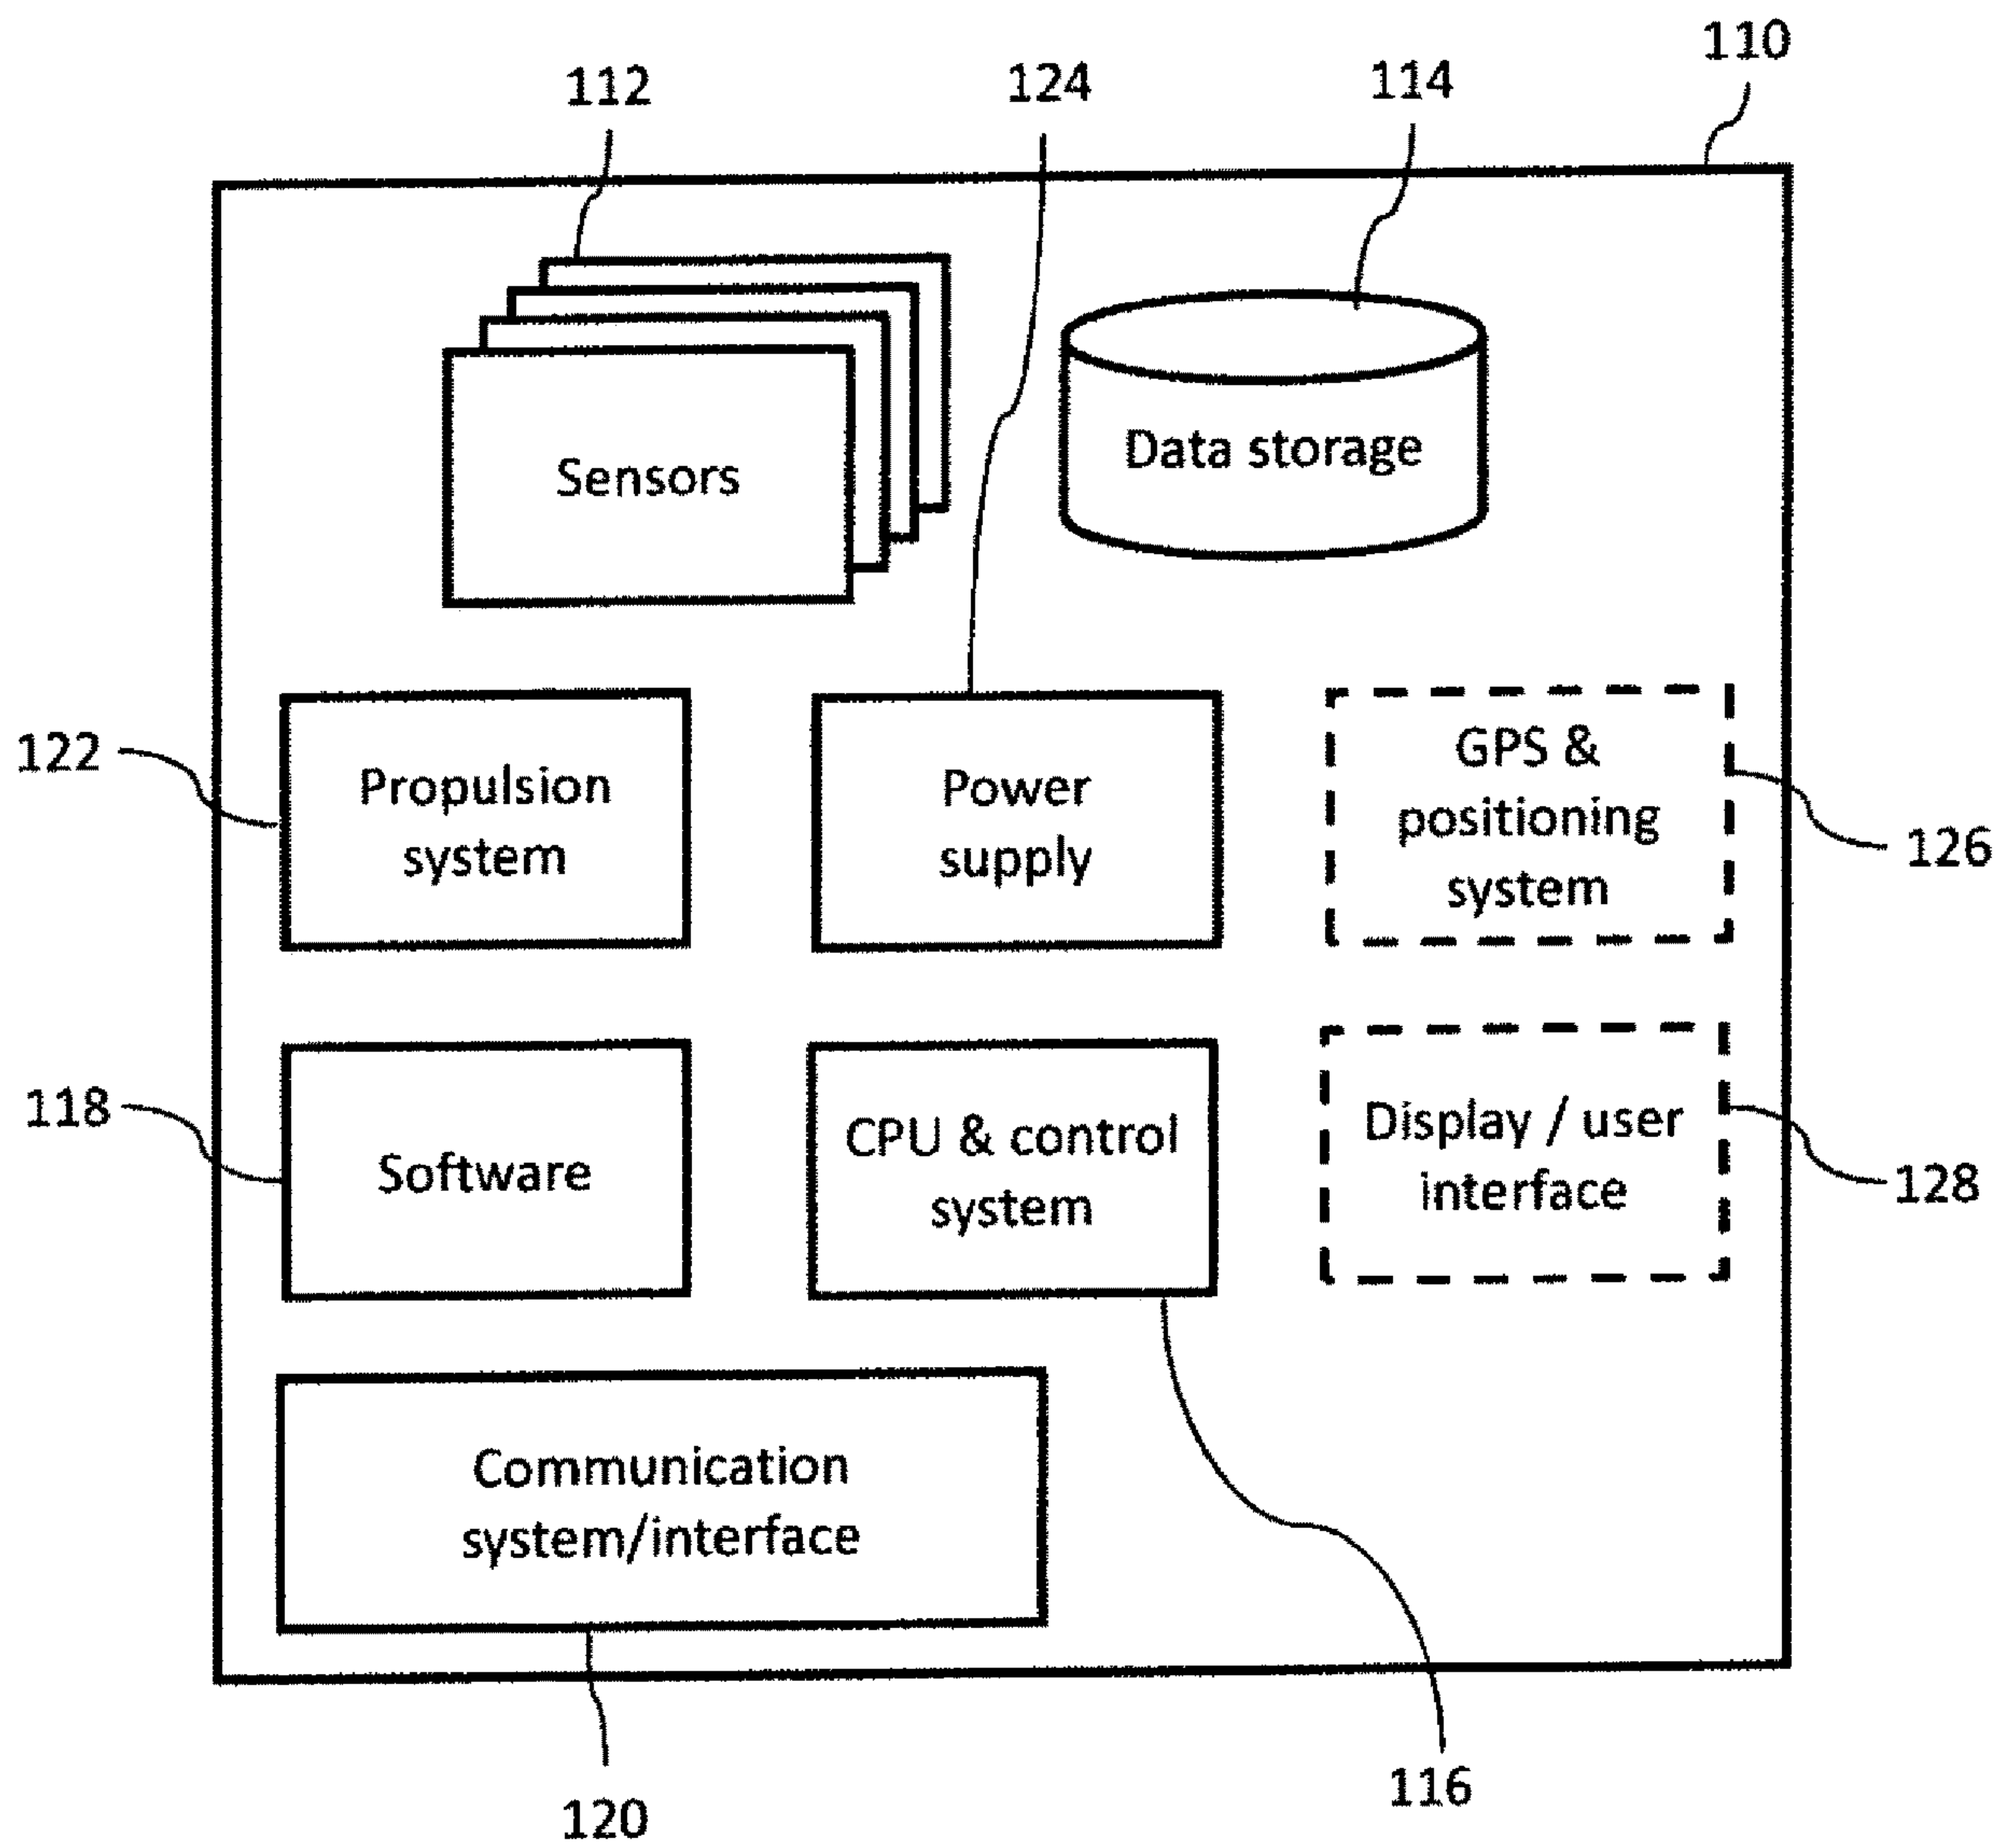 110
112
124
114
Sensors
Data storage
122
Propulsion
system
Power
supply
GPS &
positioning
system
126
118
Software
CPU & control
system
Display / user
interface
128
Communication
system/interface
120
116